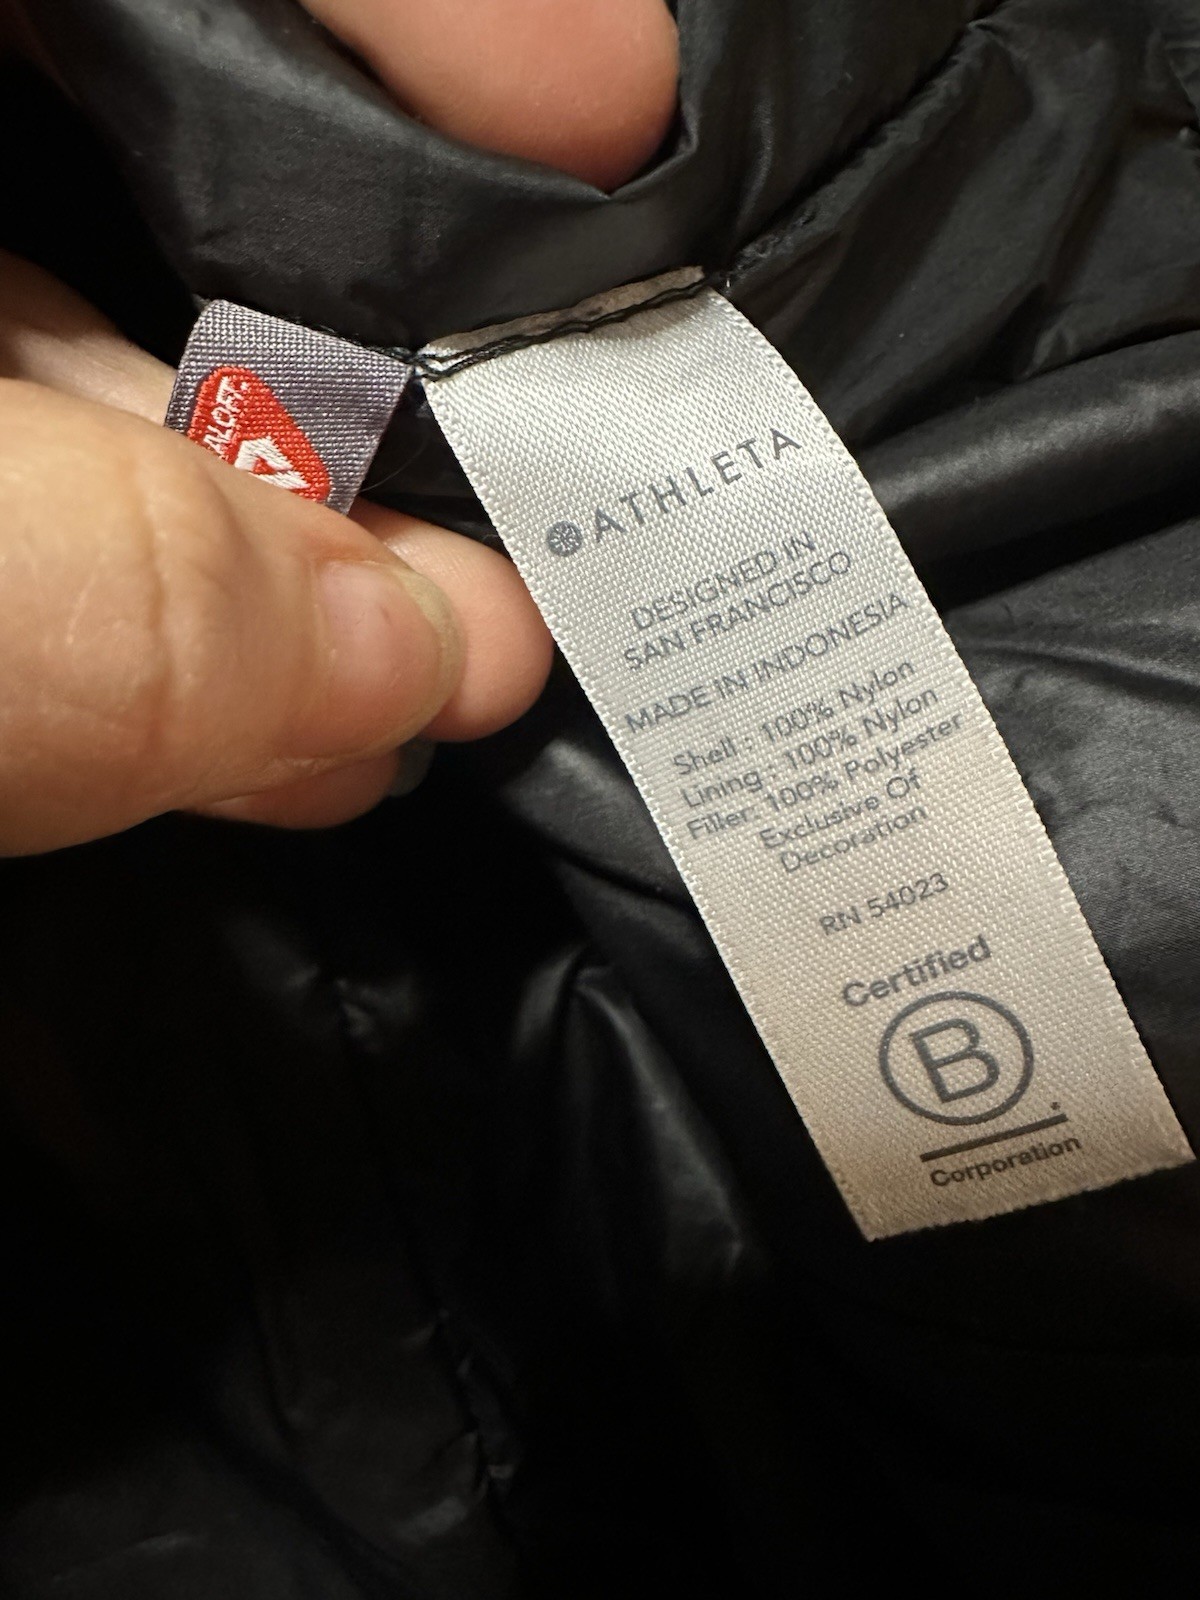 ATHLETA
DESIGNED IN
SAN FRANCISCO
MADE IN INDONESIA
Shell : 100% Nylon
Lining : 100% Nylon
Filler: 100% Polyester
Exclusive Of
Decoration
RN 54023
Certified
B
Corporation